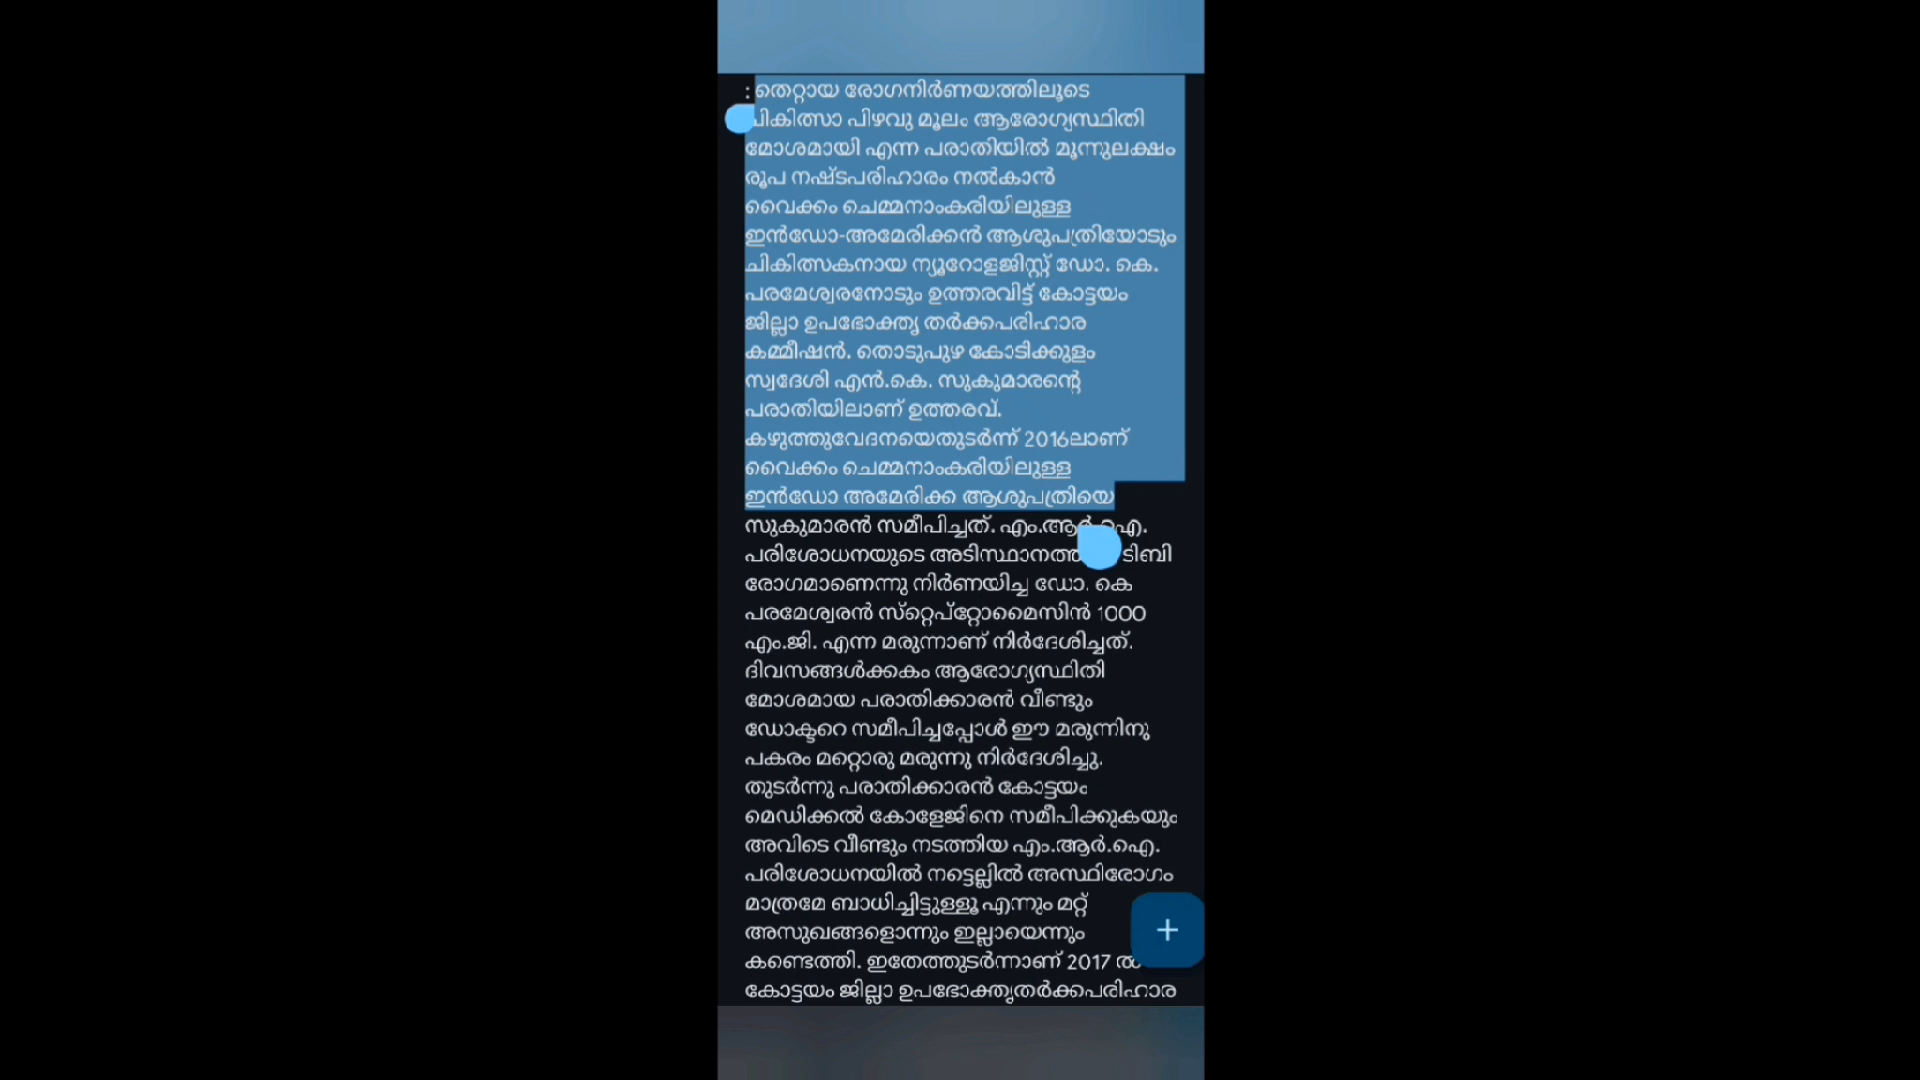 : തെറ്റായ രോഗനിർണയത്തിലൂടെ
ചികിത്സാ പിഴവു മൂലം ആരോഗ്യസ്ഥിതി
മോശമായി എന്ന പരാതിയിൽ മൂന്നുലക്ഷം
രൂപ നഷ്ടപരിഹാരം നൽകാൻ
വൈക്കം ചെമ്മനാംകരിയിലുള്ള
ഇൻഡോ-അമേരിക്കൻ ആശുപത്രിയോടും
ചികിത്സകനായ ന്യൂറോളജിസ്റ്റ് ഡോ. കെ.
പരമേശ്വരനോടും ഉത്തരവിട്ട് കോട്ടയം
ജില്ലാ ഉപഭോക്തൃ തർക്കപരിഹാര
കമ്മീഷൻ. തൊടുപുഴ കോടിക്കുളം
സ്വദേശി എൻ.കെ. സുകുമാരന്റെ
പരാതിയിലാണ് ഉത്തരവ്.
കഴുത്തുവേദനയെതുടർന്ന് 2016ലാണ്
വൈക്കം ചെമ്മനാംകരിയിലുള്ള
ഇൻഡോ അമേരിക്ക ആശുപത്രിയെ
സുകുമാരൻ സമീപിച്ചത്. എം.ആർ.ഐ.
പരിശോധനയുടെ അടിസ്ഥാനത്തിൽ ടിബി
രോഗമാണെന്നു നിർണയിച്ച ഡോ. കെ
പരമേശ്വരൻ സ്‌റ്റെപ്‌റ്റോമൈസിൻ 1000
എം.ജി. എന്ന മരുന്നാണ് നിർദേശിച്ചത്.
ദിവസങ്ങൾക്കകം ആരോഗ്യസ്ഥിതി
മോശമായ പരാതിക്കാരൻ വീണ്ടും
ഡോക്ടറെ സമീപിച്ചപ്പോൾ ഈ മരുന്നിനു
പകരം മറ്റൊരു മരുന്നു നിർദേശിച്ചു.
തുടർന്നു പരാതിക്കാരൻ കോട്ടയം
മെഡിക്കൽ കോളേജിനെ സമീപിക്കുകയും
അവിടെ വീണ്ടും നടത്തിയ എം.ആർ.ഐ.
പരിശോധനയിൽ നട്ടെല്ലിൽ അസ്ഥിരോഗം
മാത്രമേ ബാധിച്ചിട്ടുള്ളൂ എന്നും മറ്റ്
അസുഖങ്ങളൊന്നും ഇല്ലായെന്നും
കണ്ടെത്തി. ഇതേത്തുടർന്നാണ് 2017 ൽ
കോട്ടയം ജില്ലാ ഉപഭോക്തൃതർക്കപരിഹാര